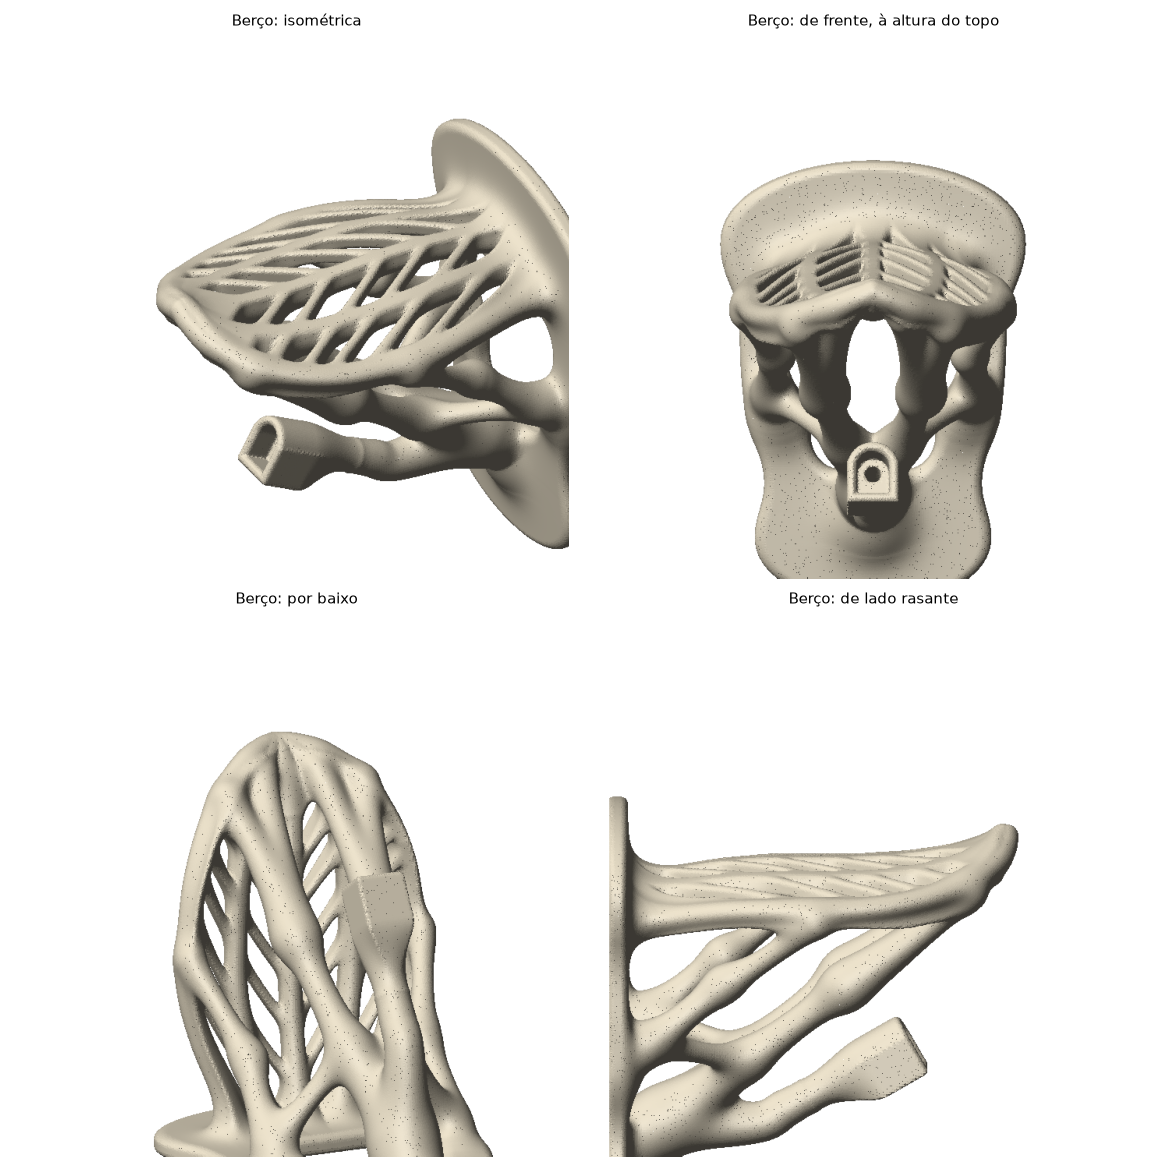 Berço: isométrica
Berço: de frente, à altura do topo
Berço: por baixo
Berço: de lado rasante